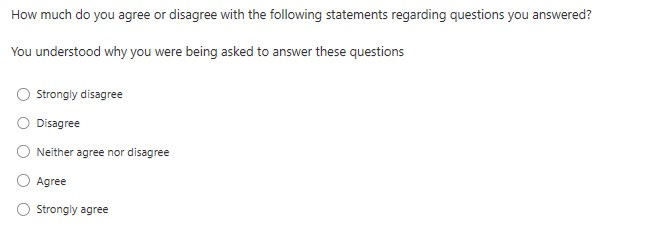 How much do you agree or disagree with the following statements regarding questions you answered?
You understood why you were being asked to answer these questions
Strongly disagree
Disagree
Neither agree nor disagree
Agree
Strongly agree